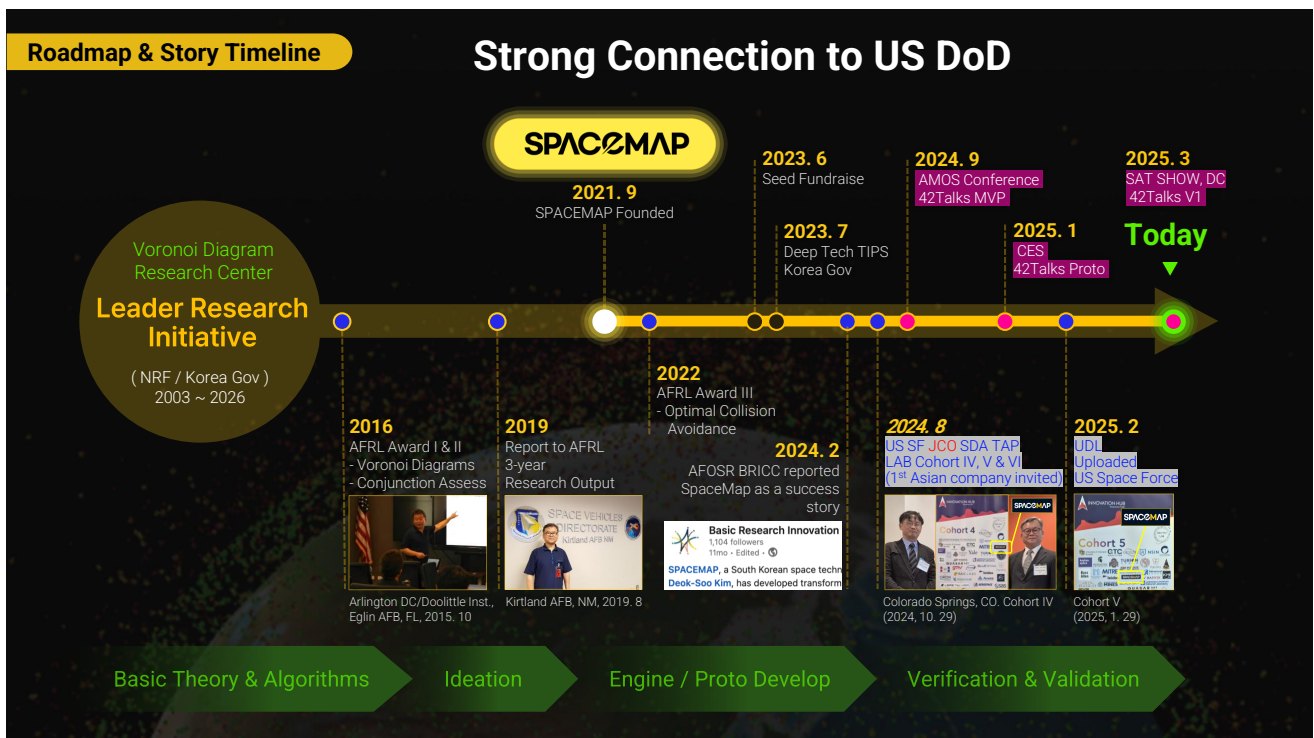 Roadmap & Story Timeline
Strong Connection to US DoD
SPACEMAP
2021. 9
SPACEMAP Founded
2023. 6
Seed Fundraise
2023. 7
Deep Tech TIPS
Korea Gov
2024. 9
AMOS Conference
42Talks MVP
2025. 1
CES
42Talks Proto
2025. 3
SAT SHOW, DC
42Talks V1
Today
Voronoi Diagram
Research Center
Leader Research
Initiative
( NRF / Korea Gov )
2003 ~ 2026
2016
AFRL Award I & II
- Voronoi Diagrams
- Conjunction Assess
Arlington DC/Doolittle Inst.,
Eglin AFB, FL, 2015. 10
2019
Report to AFRL
3-year
Research Output
SPACE VEHICLES
DIRECTORATE
Kirtland AFB NM
Kirtland AFB, NM, 2019. 8
2022
AFRL Award III
- Optimal Collision
Avoidance
2024. 2
AFOSR BRICC reported
SpaceMap as a success
story
Basic Research Innovation
1,104 followers
11mo • Edited •
SPACEMAP, a South Korean space techn
Deok-Soo Kim, has developed transform
2024. 8
US SF JCO SDA TAP
LAB Cohort IV, V & VI
(1st Asian company invited)
INNOVATION HUB
SPACEMAP
Cohort 4
Colorado Springs, CO. Cohort IV
(2024, 10. 29)
2025. 2
UDL
Uploaded
US Space Force
INNOVATION HUB
SPACEMAP
Cohort 5
MITRE
Cohort V
(2025, 1. 29)
Basic Theory & Algorithms
Ideation
Engine / Proto Develop
Verification & Validation